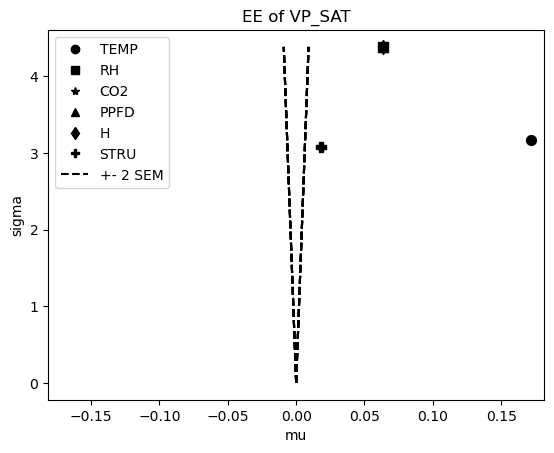 EE of VP_SAT
TEMP
RH
CO2
PPFD
H
STRU
+- 2 SEM
sigma
4
3
2
1
0
−0.15
−0.10
−0.05
0.00
0.05
0.10
0.15
mu